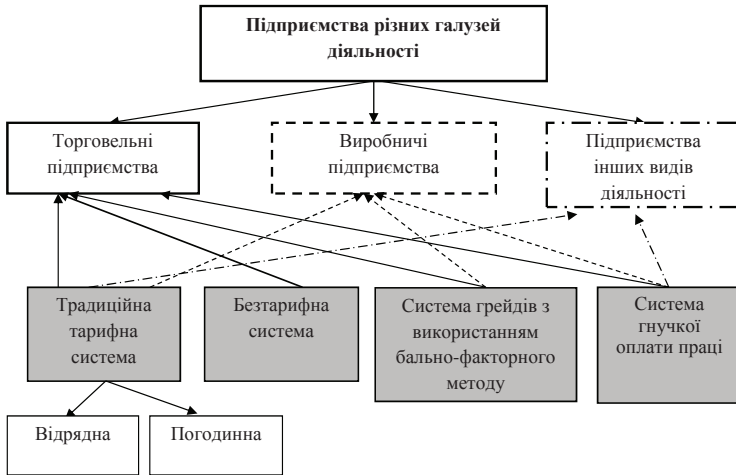 Підприємства різних галузей
діяльності
Торговельні
підприємства
Виробничі
підприємства
Підприємства
інших видів
діяльності
Традиційна
тарифна
система
Безтарифна
система
Система грейдів з
використанням
бально-факторного
методу
Система
гнучкої
оплати праці
Відрядна
Погодинна